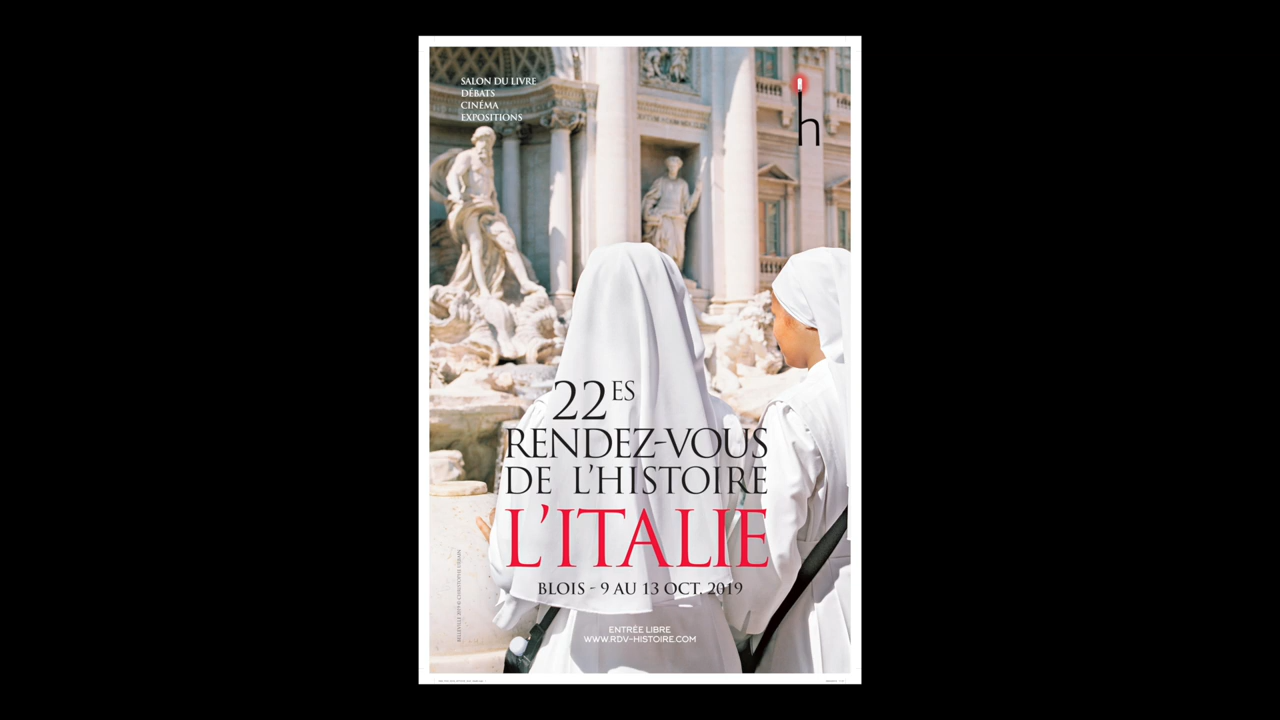 SALON DU LIVRE
DÉBATS
CINÉMA
EXPOSITIONS
h
22ES
RENDEZ-VOUS
DE L'HISTOIRE
L'ITALIE
BLOIS - 9 AU 13 OCT. 2019
ENTRÉE LIBRE
WWW.RDV-HISTOIRE.COM